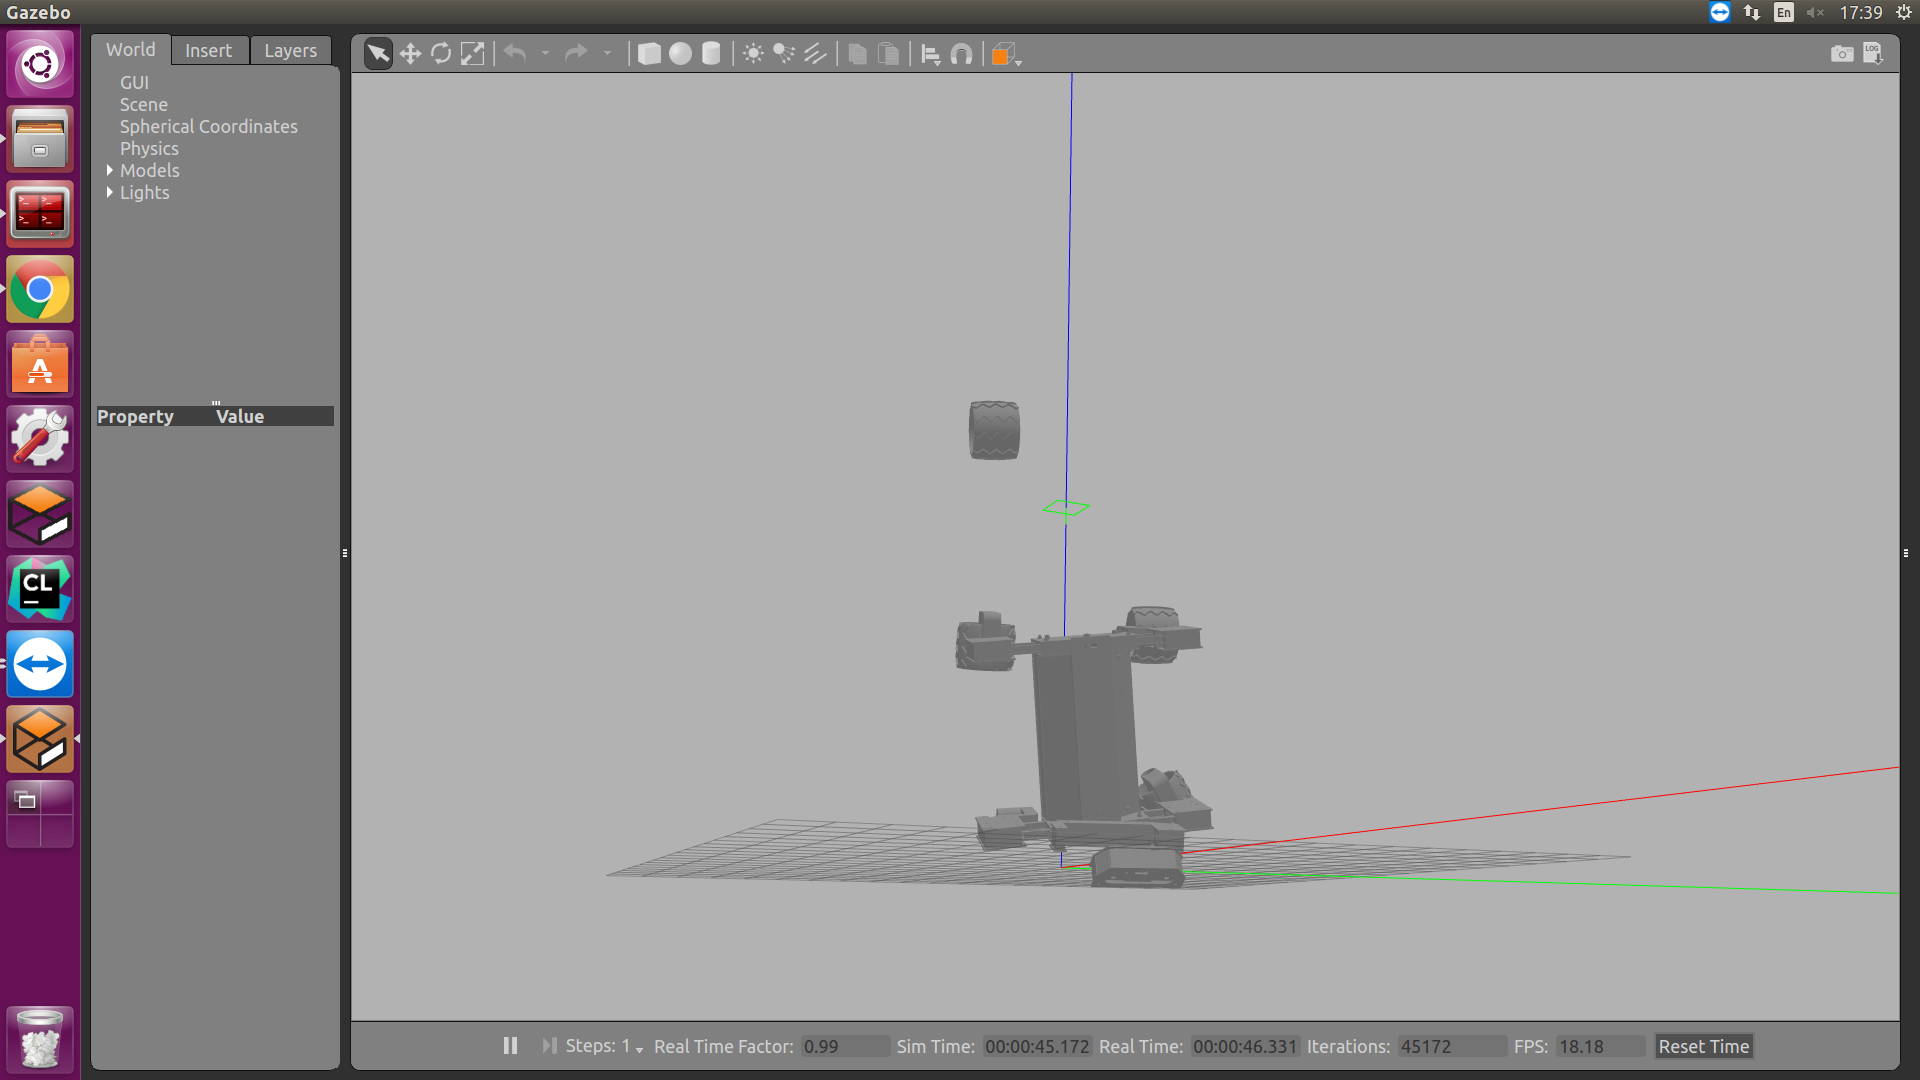 Gazebo
En
17:39
World Insert Layers
LOG
GUI
Scene
Spherical Coordinates
Physics
Models
Lights
Property Value
CL
Steps: 1 Real Time Factor: 0.99 Sim Time: 00:00:45.172 Real Time: 00:00:46.331 Iterations: 45172 FPS: 18.18 Reset Time